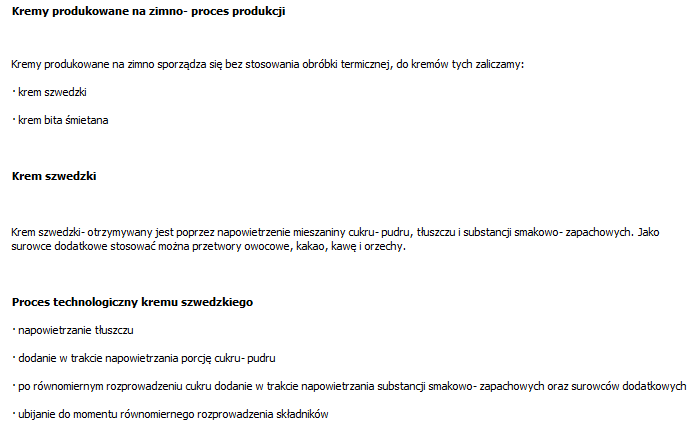 Kremy produkowane na zimno- proces produkcji
Kremy produkowane na zimno sporządza się bez stosowania obróbki termicznej, do kremów tych zaliczamy:
· krem szwedzki
· krem bita śmietana
Krem szwedzki
Krem szwedzki- otrzymywany jest poprzez napowietrzenie mieszaniny cukru- pudru, tłuszczu i substancji smakowo- zapachowych. Jako
surowce dodatkowe stosować można przetwory owocowe, kakao, kawę i orzechy.
Proces technologiczny kremu szwedzkiego
· napowietrzanie tłuszczu
· dodanie w trakcie napowietrzania porcję cukru- pudru
· po równomiernym rozprowadzeniu cukru dodanie w trakcie napowietrzania substancji smakowo- zapachowych oraz surowców dodatkowych
· ubijanie do momentu równomiernego rozprowadzenia składników